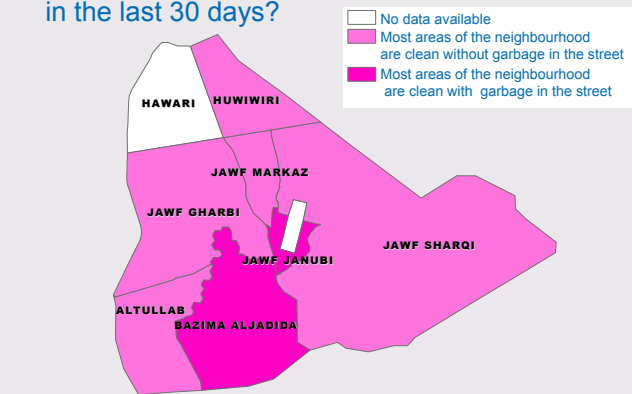 in the last 30 days?
No data available
Most areas of the neighbourhood
are clean without garbage in the street
Most areas of the neighbourhood
are clean with garbage in the street
HAWARI
HUWIWIRI
JAWF MARKAZ
JAWF GHARBI
JAWF SHARQI
JAWF JANUBI
ALTULLAB
BAZIMA ALJADIDA